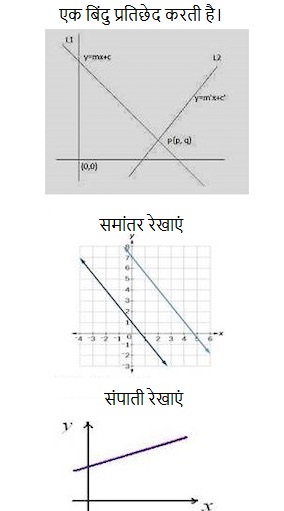 एक बिंदु प्रतिछेद करती है।
L1
L2
y=mx+c
y=m'x+c'
p(p, q)
(0,0)
समांतर रेखाएं
y
8
7
6
5
4
3
2
1
-4 -3 -2 -1 0 1 2 3 4 5 6 x
-1
-2
-3
संपाती रेखाएं
y
x